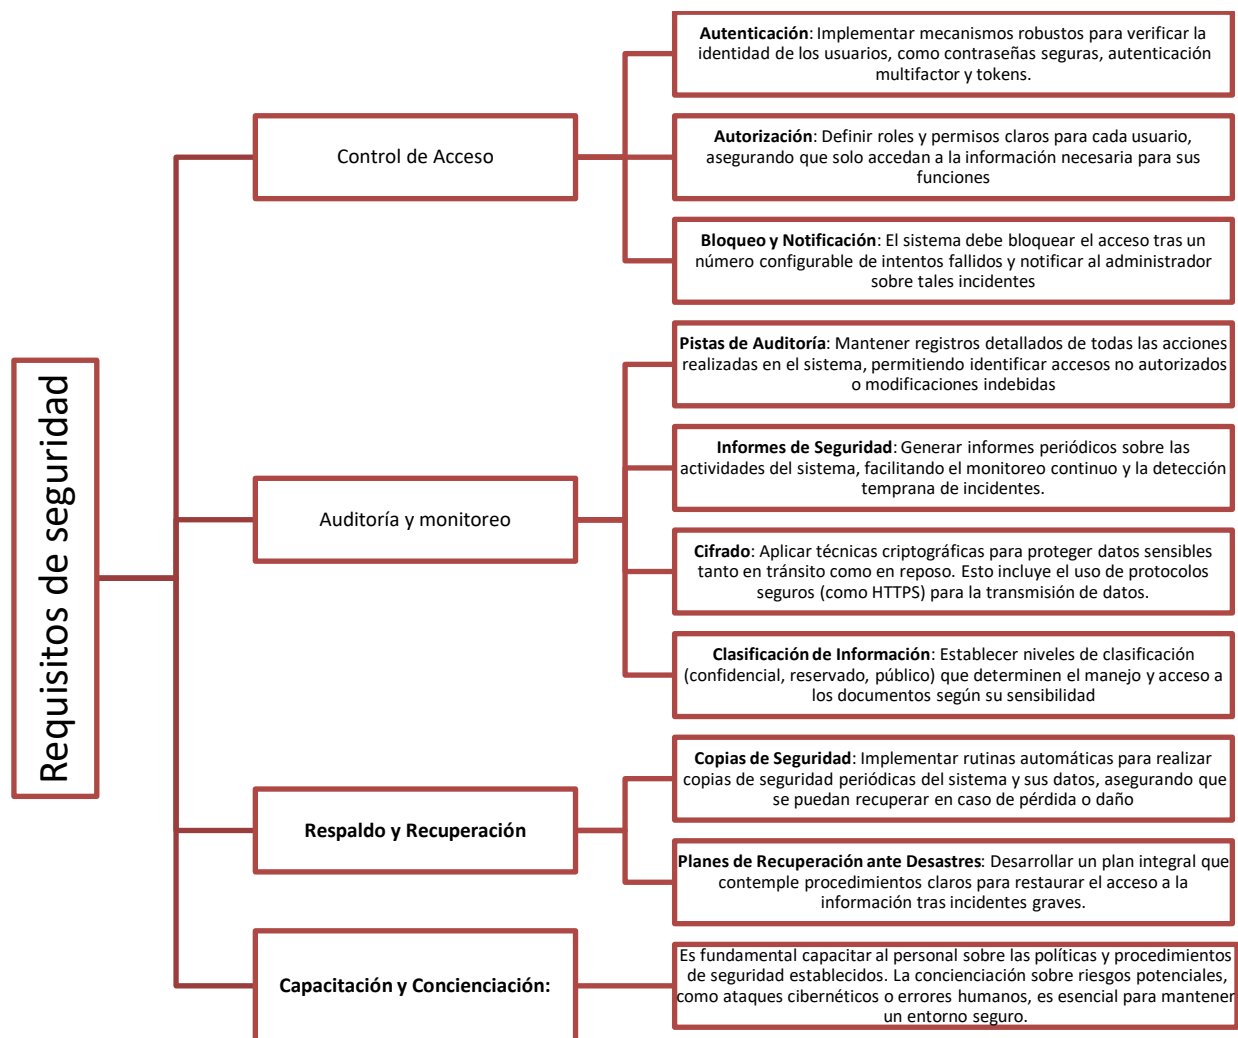 Requisitos de seguridad
Control de Acceso
Autenticación: Implementar mecanismos robustos para verificar la
identidad de los usuarios, como contraseñas seguras, autenticación
multifactor y tokens.
Autorización: Definir roles y permisos claros para cada usuario,
asegurando que solo accedan a la información necesaria para sus
funciones
Bloqueo y Notificación: El sistema debe bloquear el acceso tras un
número configurable de intentos fallidos y notificar al administrador
sobre tales incidentes
Auditoría y monitoreo
Pistas de Auditoría: Mantener registros detallados de todas las acciones
realizadas en el sistema, permitiendo identificar accesos no autorizados
o modificaciones indebidas
Informes de Seguridad: Generar informes periódicos sobre las
actividades del sistema, facilitando el monitoreo continuo y la detección
temprana de incidentes.
Cifrado: Aplicar técnicas criptográficas para proteger datos sensibles
tanto en tránsito como en reposo. Esto incluye el uso de protocolos
seguros (como HTTPS) para la transmisión de datos.
Clasificación de Información: Establecer niveles de clasificación
(confidencial, reservado, público) que determinen el manejo y acceso a
los documentos según su sensibilidad
Respaldo y Recuperación
Copias de Seguridad: Implementar rutinas automáticas para realizar
copias de seguridad periódicas del sistema y sus datos, asegurando que
se puedan recuperar en caso de pérdida o daño
Planes de Recuperación ante Desastres: Desarrollar un plan integral que
contemple procedimientos claros para restaurar el acceso a la
información tras incidentes graves.
Capacitación y Concienciación:
Es fundamental capacitar al personal sobre las políticas y procedimientos
de seguridad establecidos. La concienciación sobre riesgos potenciales,
como ataques cibernéticos o errores humanos, es esencial para mantener
un entorno seguro.